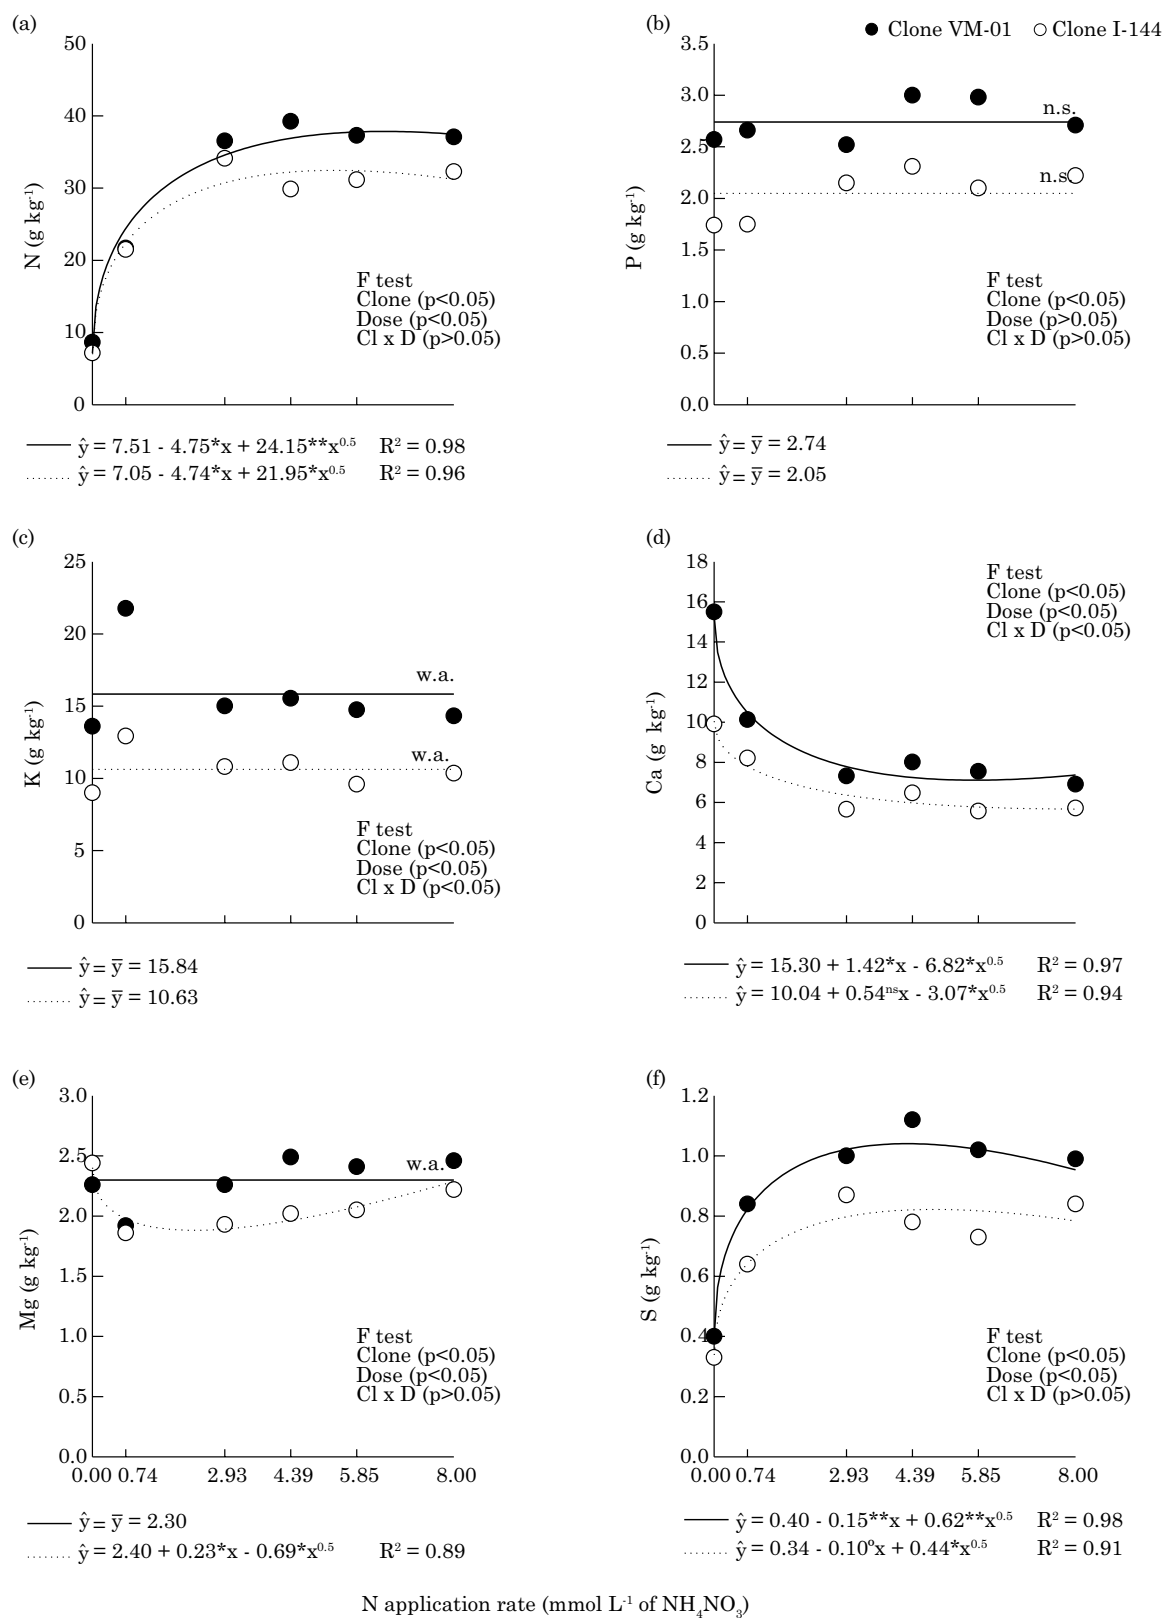 (a)
50
40
30
20
10
0
N (g kg⁻¹)
F test
Clone (p<0.05)
Dose (p<0.05)
Cl x D (p>0.05)
ŷ = 7.51 - 4.75*x + 24.15**x⁰·⁵ R² = 0.98
ŷ = 7.05 - 4.74*x + 21.95*x⁰·⁵ R² = 0.96
(b)
Clone VM-01 Clone I-144
3.5
3.0
2.5
2.0
1.5
1.0
0.5
0.0
P (g kg⁻¹)
n.s.
n.s.
F test
Clone (p<0.05)
Dose (p>0.05)
Cl x D (p>0.05)
ŷ = y̅ = 2.74
ŷ = y̅ = 2.05
(c)
25
20
15
10
5
0
K (g kg⁻¹)
w.a.
w.a.
F test
Clone (p<0.05)
Dose (p<0.05)
Cl x D (p<0.05)
ŷ = y̅ = 15.84
ŷ = y̅ = 10.63
(d)
18
16
14
12
10
8
6
4
2
0
Ca (g kg⁻¹)
F test
Clone (p<0.05)
Dose (p<0.05)
Cl x D (p<0.05)
ŷ = 15.30 + 1.42*x - 6.82*x⁰·⁵ R² = 0.97
ŷ = 10.04 + 0.54ⁿˢx - 3.07*x⁰·⁵ R² = 0.94
(e)
3.0
2.5
2.0
1.5
1.0
0.5
0.0
Mg (g kg⁻¹)
w.a.
F test
Clone (p<0.05)
Dose (p<0.05)
Cl x D (p>0.05)
0.00 0.74 2.93 4.39 5.85 8.00
ŷ = y̅ = 2.30
ŷ = 2.40 + 0.23*x - 0.69*x⁰·⁵ R² = 0.89
(f)
1.2
1.0
0.8
0.6
0.4
0.2
0.0
S (g kg⁻¹)
F test
Clone (p<0.05)
Dose (p<0.05)
Cl x D (p>0.05)
0.00 0.74 2.93 4.39 5.85 8.00
ŷ = 0.40 - 0.15**x + 0.62**x⁰·⁵ R² = 0.98
ŷ = 0.34 - 0.10ºx + 0.44*x⁰·⁵ R² = 0.91
N application rate (mmol L⁻¹ of NH₄NO₃)